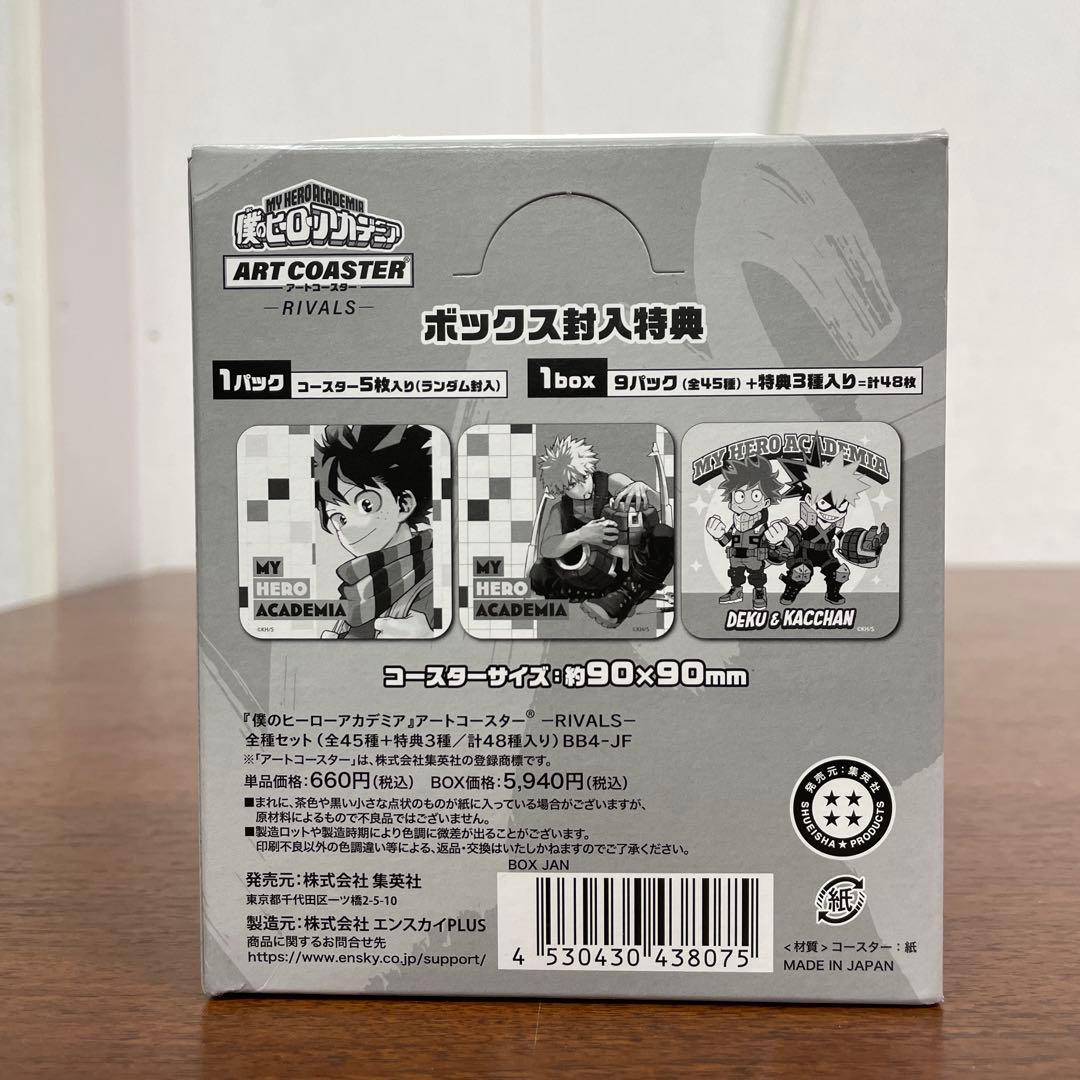 MY HERO ACADEMIA
僕のヒーローアカデミア
ART COASTER®
アートコースター
—RIVALS—
ボックス封入特典
1パック コースター5枚入り(ランダム封入)
1box 9パック(全45種)+特典3種入り=計48枚
MY
HERO
ACADEMIA
©KH/S
MY
HERO
ACADEMIA
©KH/S
MY HERO ACADEMIA
DEKU & KACCHAN
©KH/S
コースターサイズ:約90×90mm
『僕のヒーローアカデミア』アートコースター® —RIVALS—
全種セット(全45種+特典3種/計48種入り)BB4-JF
※「アートコースター」は、株式会社集英社の登録商標です。
単品価格:660円(税込) BOX価格:5,940円(税込)
■まれに、茶色や黒い小さな点状のものが紙に入っている場合がございますが、
原材料によるもので不良品ではございません。
■製造ロットや製造時期により色調に微差が出ることがございます。
印刷不良以外の色調違い等による、返品・交換はいたしかねますのでご了承ください。
BOX JAN
発売元:株式会社 集英社
東京都千代田区一ツ橋2-5-10
製造元:株式会社 エンスカイPLUS
商品に関するお問合せ先
https://www.ensky.co.jp/support/
4 530430 438075
発売元:集英社
SHUEISHA★PRODUCTS
紙
<材質>コースター:紙
MADE IN JAPAN